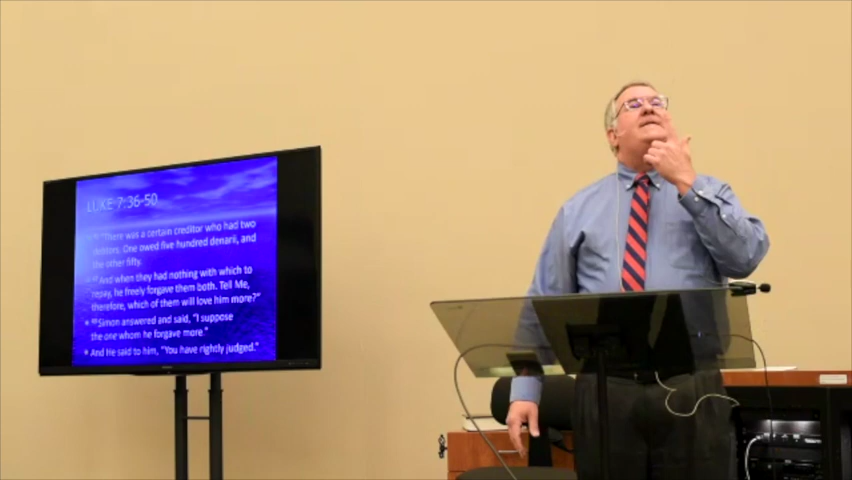 LUKE 7:36-50
"There was a certain creditor who had two
debtors. One owed five hundred denarii, and
the other fifty.
And when they had nothing with which to
repay, he freely forgave them both. Tell Me,
therefore, which of them will love him more?"
Simon answered and said, "I suppose
the one whom he forgave more."
And He said to him, "You have rightly judged."